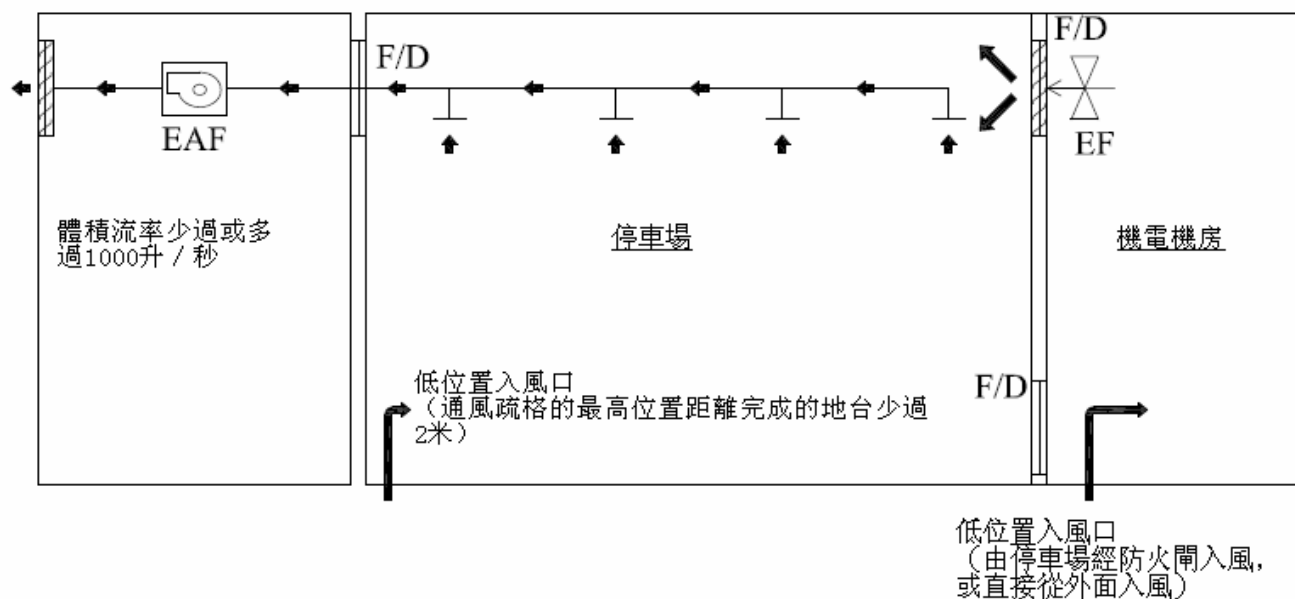 F/D
F/D
EAF
EF
體積流率少過或多
過1000升／秒
停車場
機電機房
低位置入風口
（通風疏格的最高位置距離完成的地台少過
2米）
F/D
低位置入風口
（由停車場經防火閘入風，
或直接從外面入風）